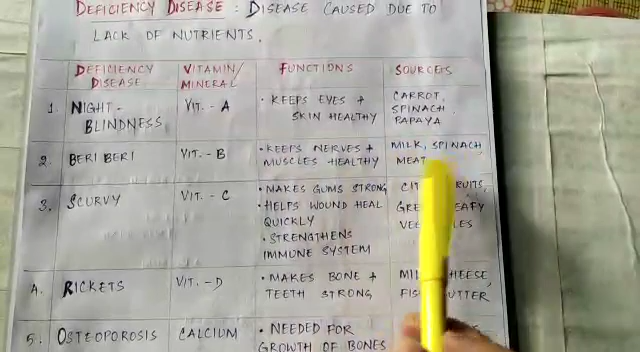 DEFICIENCY DISEASE : DISEASE CAUSED DUE TO
LACK OF NUTRIENTS.
DEFICIENCY DISEASE VITAMIN/ MINERAL FUNCTIONS SOURCES
1. NIGHT- BLINDNESS VIT. - A • KEEPS EYES + SKIN HEALTHY CARROT, SPINACH PAPAYA
2. BERI BERI VIT. - B • KEEPS NERVES + MUSCLES HEALTHY MILK, SPINACH MEAT
3. SCURVY VIT. - C • MAKES GUMS STRONG
• HELPS WOUND HEAL QUICKLY
• STRENGTHENS IMMUNE SYSTEM
4. RICKETS VIT. - D • MAKES BONE + TEETH STRONG
5. OSTEOPOROSIS CALCIUM • NEEDED FOR GROWTH OF BONES